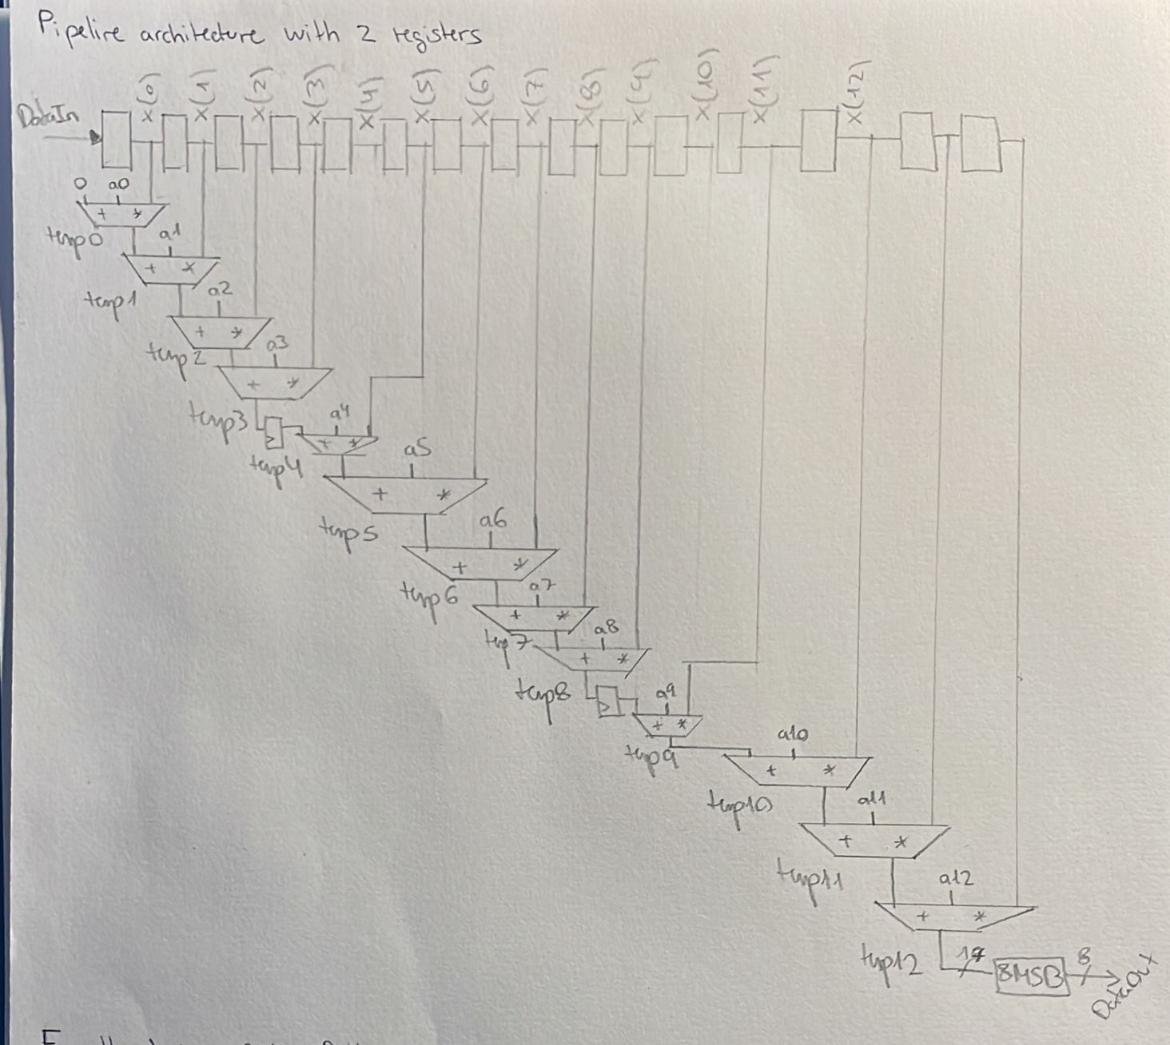 Pipeline architecture with 2 registers
x(0) x(1) x(2) x(3) x(4) x(5) x(6) x(7) x(8) x(9) x(10) x(11) x(12)
DataIn
0 a0
+ *
temp0
a1
+ *
temp1
a2
+ *
temp2
a3
+ *
temp3
a4
+ *
temp4
a5
+ *
temp5
a6
+ *
temp6
a7
+ *
temp7
a8
+ *
temp8
a9
+ *
temp9
a10
+ *
temp10
a11
+ *
temp11
a12
+ *
temp12
8MSB
8
DataOut